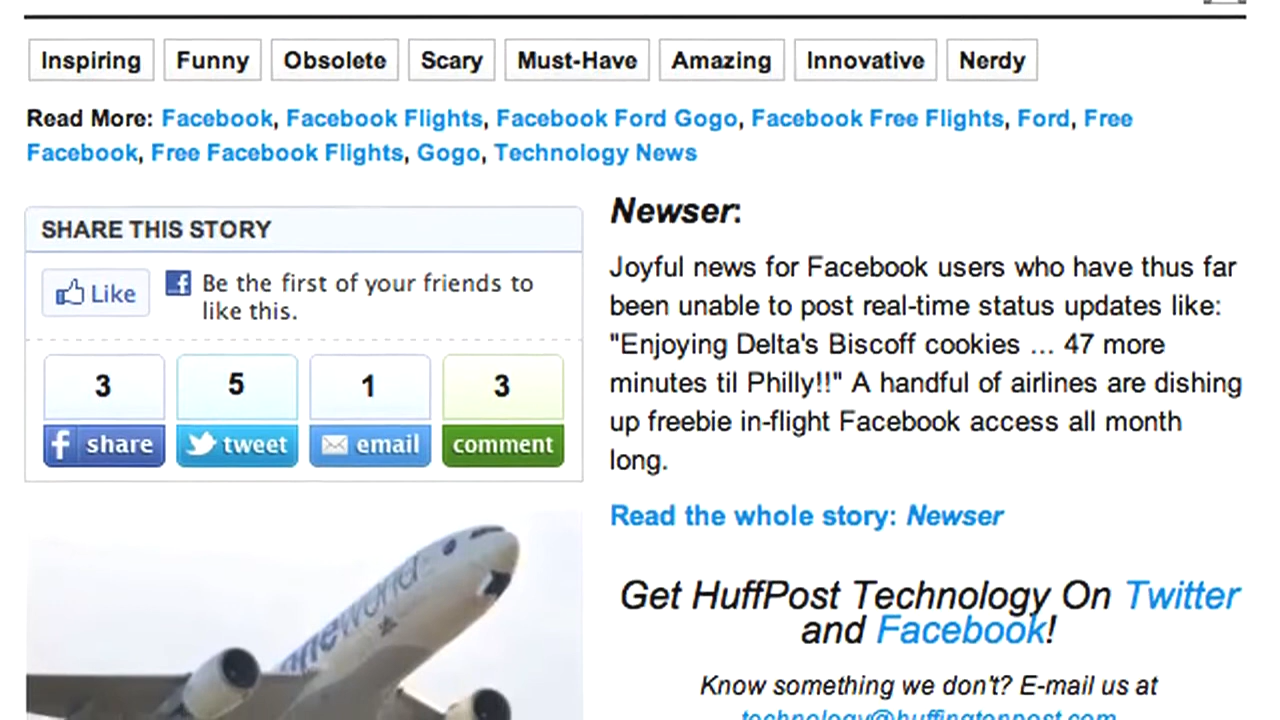 Inspiring Funny Obsolete Scary Must-Have Amazing Innovative Nerdy
Read More: Facebook, Facebook Flights, Facebook Ford Gogo, Facebook Free Flights, Ford, Free
Facebook, Free Facebook Flights, Gogo, Technology News
SHARE THIS STORY
Like
Be the first of your friends to
like this.
3 5 1 3
share tweet email comment
oneworld
Newser:
Joyful news for Facebook users who have thus far
been unable to post real-time status updates like:
"Enjoying Delta's Biscoff cookies ... 47 more
minutes til Philly!!" A handful of airlines are dishing
up freebie in-flight Facebook access all month
long.
Read the whole story: Newser
Get HuffPost Technology On Twitter
and Facebook!
Know something we don't? E-mail us at
technology@huffingtonpost.com